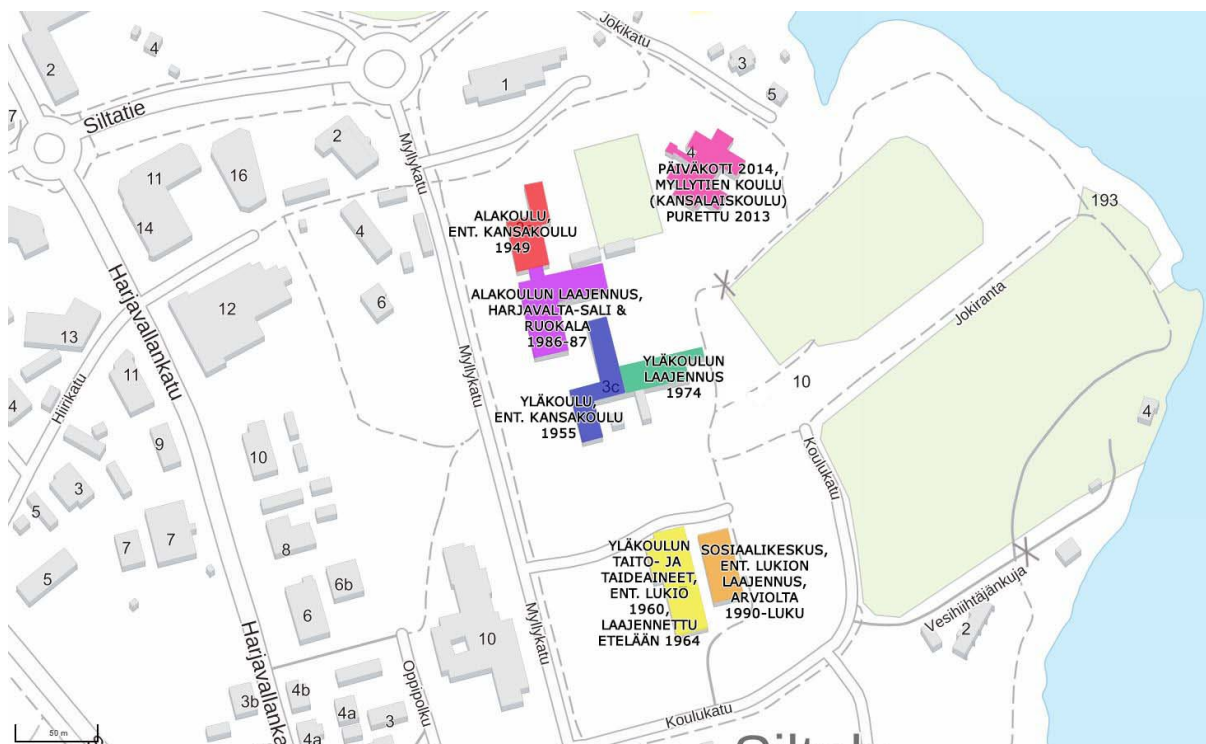 Jokikatu
2
4
3
1
5
Siltatie
2
Myllykatu
4
PÄIVÄKOTI 2014,
MYLLYTIEN KOULU
(KANSALAISKOULU)
PURETTU 2013
11
16
14
4
193
ALAKOULU,
ENT. KANSAKOULU
1949
Harjavallankatu
12
6
ALAKOULUN LAAJENNUS,
HARJAVALTA-SALI &
RUOKALA
1986-87
Jokiranta
13
Myllykatu
11
Hiirikatu
YLÄKOULUN
LAAJENNUS
1974
3c
10
YLÄKOULU,
ENT. KANSAKOULU
1955
4
4
9
10
Koulukatu
3
5
7
7
8
5
6b
6
YLÄKOULUN
TAITO- JA
TAIDEAINEET,
ENT. LUKIO
1960,
LAAJENNETTU
ETELÄÄN 1964
SOSIAALIKESKUS,
ENT. LUKION
LAAJENNUS,
ARVIOLTA
1990-LUKU
Vesihiihtäjänkuja
2
Myllykatu
10
Harjavallanka
Oppipolku
3b
4b
4a
3
4a
Koulukatu
50 m